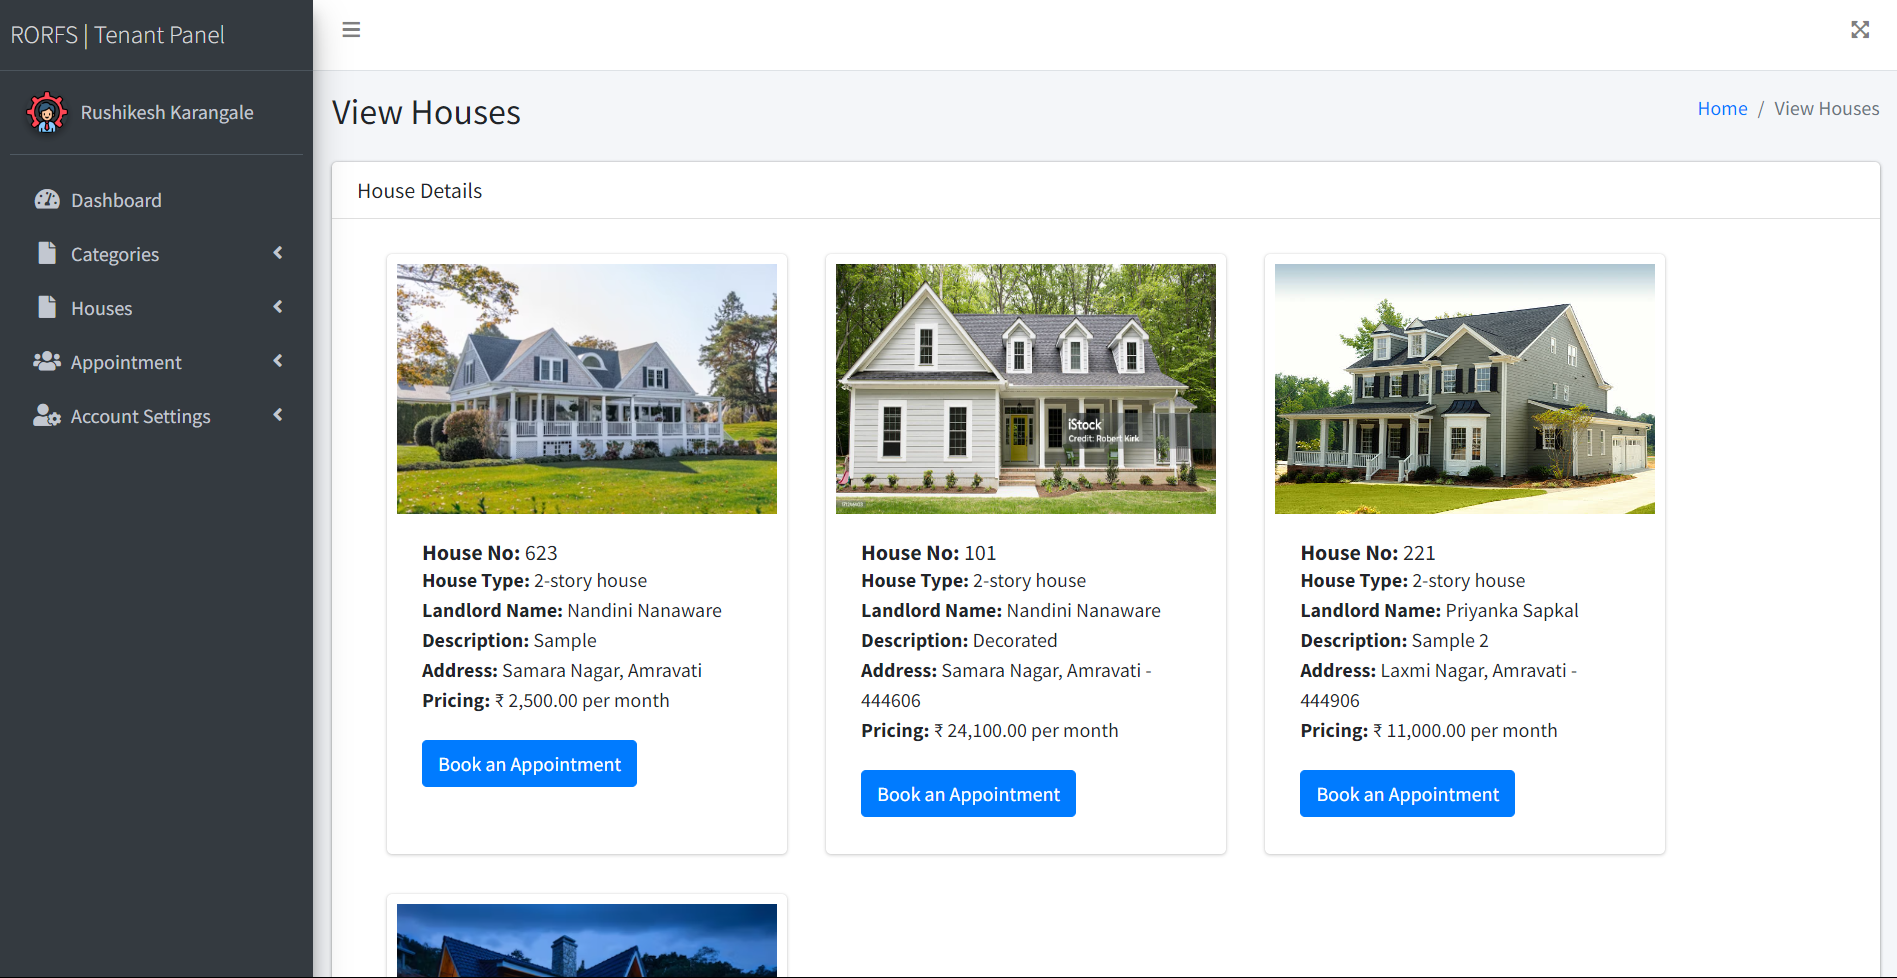 RORFS | Tenant Panel
Rushikesh Karangale
Dashboard
Categories
Houses
Appointment
Account Settings
View Houses
Home / View Houses
House Details
iStock
Credit: Robert Kirk
House No: 623
House Type: 2-story house
Landlord Name: Nandini Nanaware
Description: Sample
Address: Samara Nagar, Amravati
Pricing: ₹ 2,500.00 per month
Book an Appointment
House No: 101
House Type: 2-story house
Landlord Name: Nandini Nanaware
Description: Decorated
Address: Samara Nagar, Amravati -
444606
Pricing: ₹ 24,100.00 per month
Book an Appointment
House No: 221
House Type: 2-story house
Landlord Name: Priyanka Sapkal
Description: Sample 2
Address: Laxmi Nagar, Amravati -
444906
Pricing: ₹ 11,000.00 per month
Book an Appointment